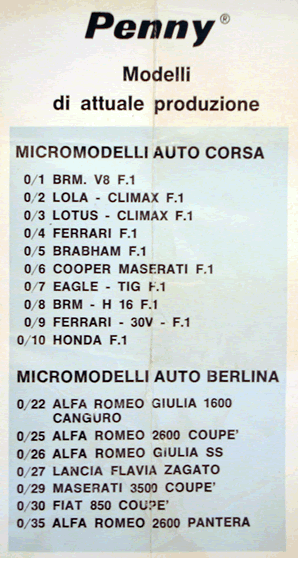 Penny®
Modelli
di attuale produzione
MICROMODELLI AUTO CORSA
0/1 BRM. V8 F.1
0/2 LOLA - CLIMAX F.1
0/3 LOTUS - CLIMAX F.1
0/4 FERRARI F.1
0/5 BRABHAM F.1
0/6 COOPER MASERATI F.1
0/7 EAGLE - TIG F.1
0/8 BRM - H 16 F.1
0/9 FERRARI - 30V - F.1
0/10 HONDA F.1
MICROMODELLI AUTO BERLINA
0/22 ALFA ROMEO GIULIA 1600
CANGURO
0/25 ALFA ROMEO 2600 COUPE'
0/26 ALFA ROMEO GIULIA SS
0/27 LANCIA FLAVIA ZAGATO
0/29 MASERATI 3500 COUPE'
0/30 FIAT 850 COUPE'
0/35 ALFA ROMEO 2600 PANTERA